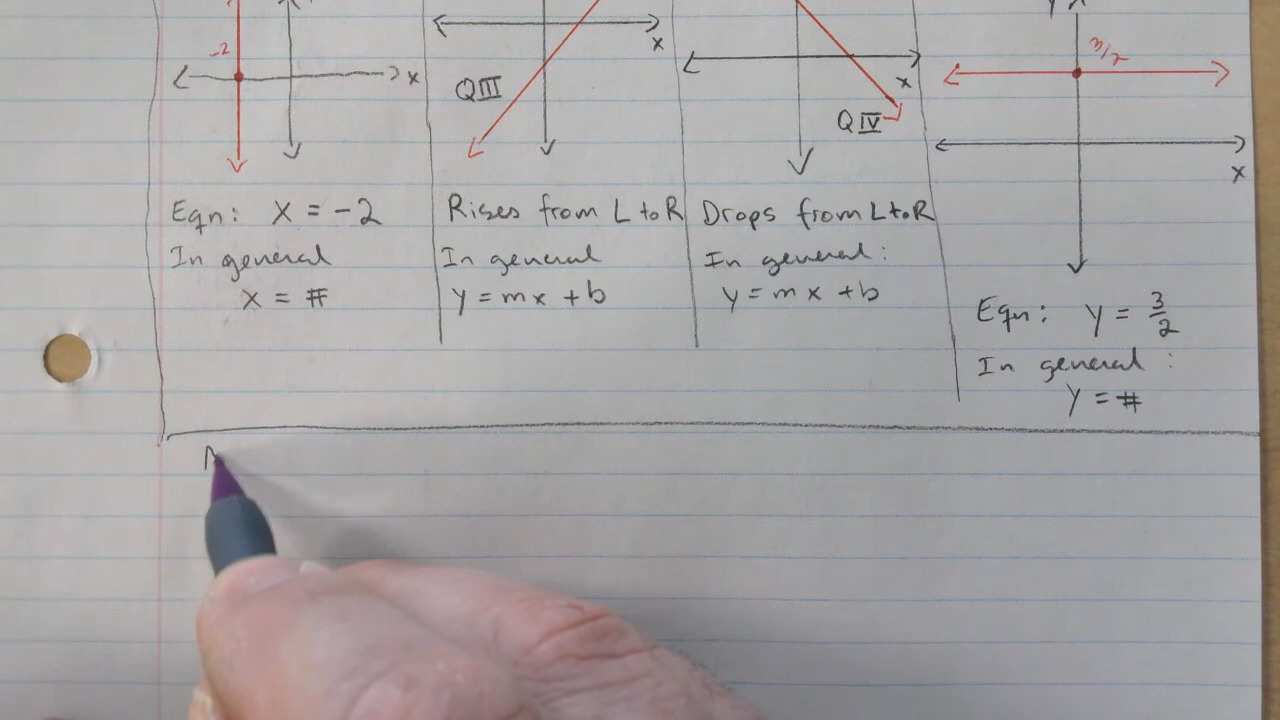 -2
x
QIII
x
QIV
x
y
3/2
x
Eqn: x = -2
In general
x = #
Rises from L to R
In general
y = mx + b
Drops from L to R
In general:
y = mx + b
Eqn: y = 3/2
In general:
y = #